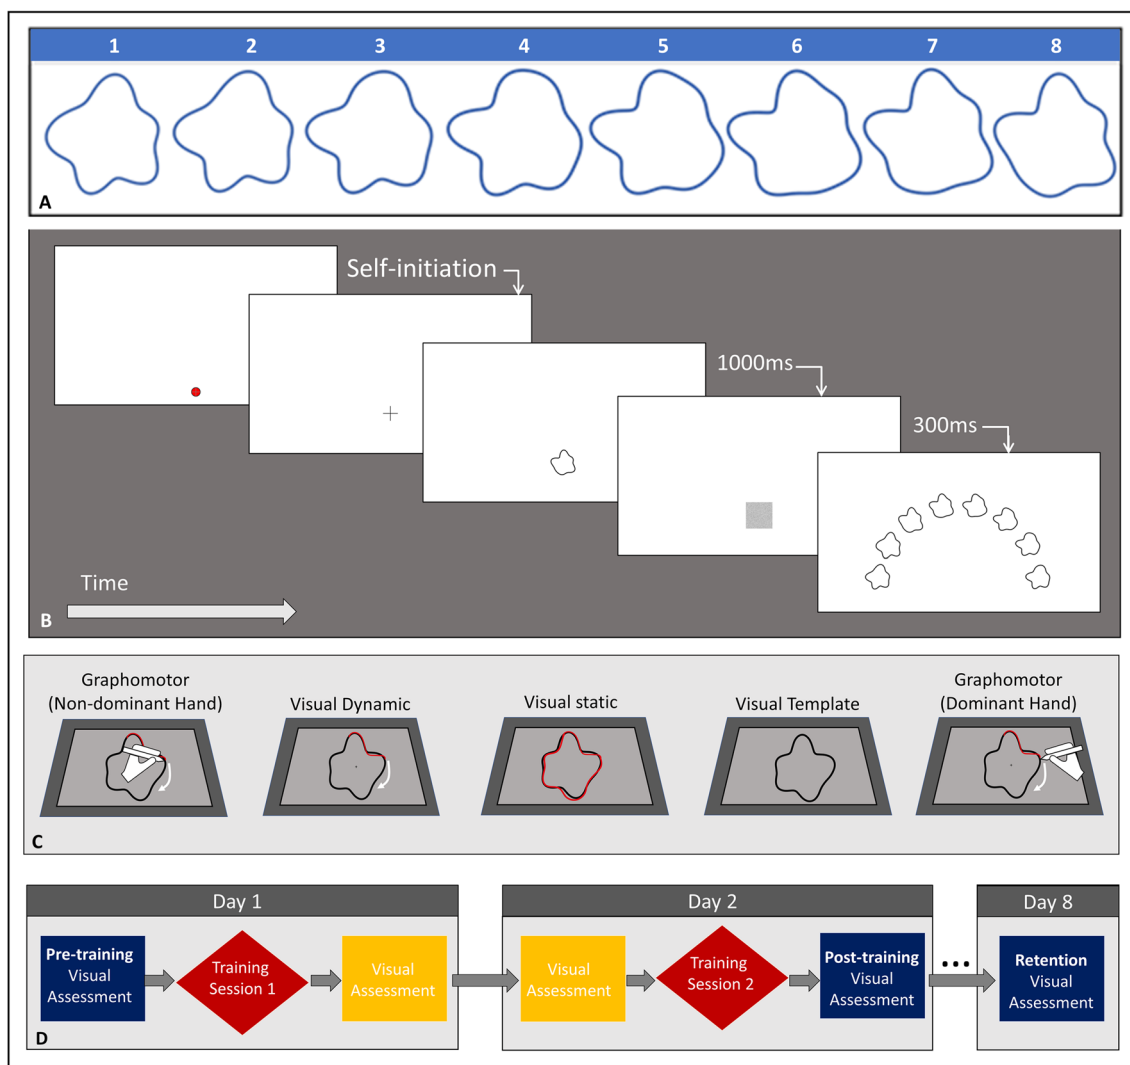 1 2 3 4 5 6 7 8
A
Self-initiation
1000ms
300ms
Time
B
Graphomotor
(Non-dominant Hand)
Visual Dynamic
Visual static
Visual Template
Graphomotor
(Dominant Hand)
C
Day 1
Day 2
Day 8
Pre-training
Visual
Assessment
Training
Session 1
Visual
Assessment
Visual
Assessment
Training
Session 2
Post-training
Visual
Assessment
...
Retention
Visual
Assessment
D